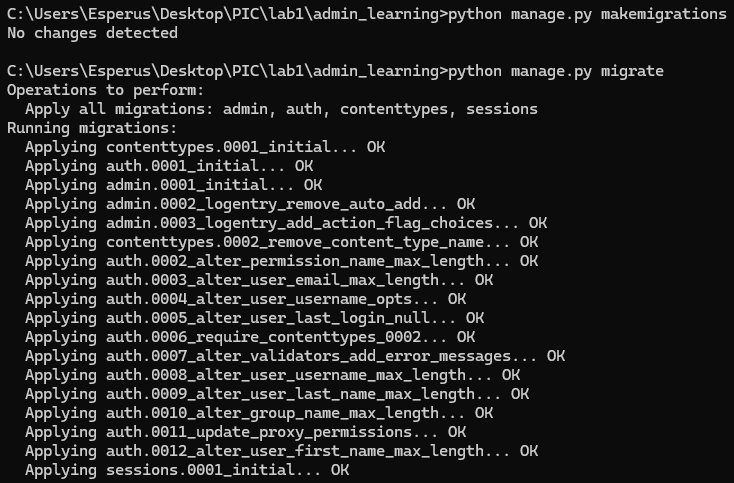 C:\Users\Esperus\Desktop\PIC\lab1\admin_learning>python manage.py makemigrations
No changes detected

C:\Users\Esperus\Desktop\PIC\lab1\admin_learning>python manage.py migrate
Operations to perform:
  Apply all migrations: admin, auth, contenttypes, sessions
Running migrations:
  Applying contenttypes.0001_initial... OK
  Applying auth.0001_initial... OK
  Applying admin.0001_initial... OK
  Applying admin.0002_logentry_remove_auto_add... OK
  Applying admin.0003_logentry_add_action_flag_choices... OK
  Applying contenttypes.0002_remove_content_type_name... OK
  Applying auth.0002_alter_permission_name_max_length... OK
  Applying auth.0003_alter_user_email_max_length... OK
  Applying auth.0004_alter_user_username_opts... OK
  Applying auth.0005_alter_user_last_login_null... OK
  Applying auth.0006_require_contenttypes_0002... OK
  Applying auth.0007_alter_validators_add_error_messages... OK
  Applying auth.0008_alter_user_username_max_length... OK
  Applying auth.0009_alter_user_last_name_max_length... OK
  Applying auth.0010_alter_group_name_max_length... OK
  Applying auth.0011_update_proxy_permissions... OK
  Applying auth.0012_alter_user_first_name_max_length... OK
  Applying sessions.0001_initial... OK